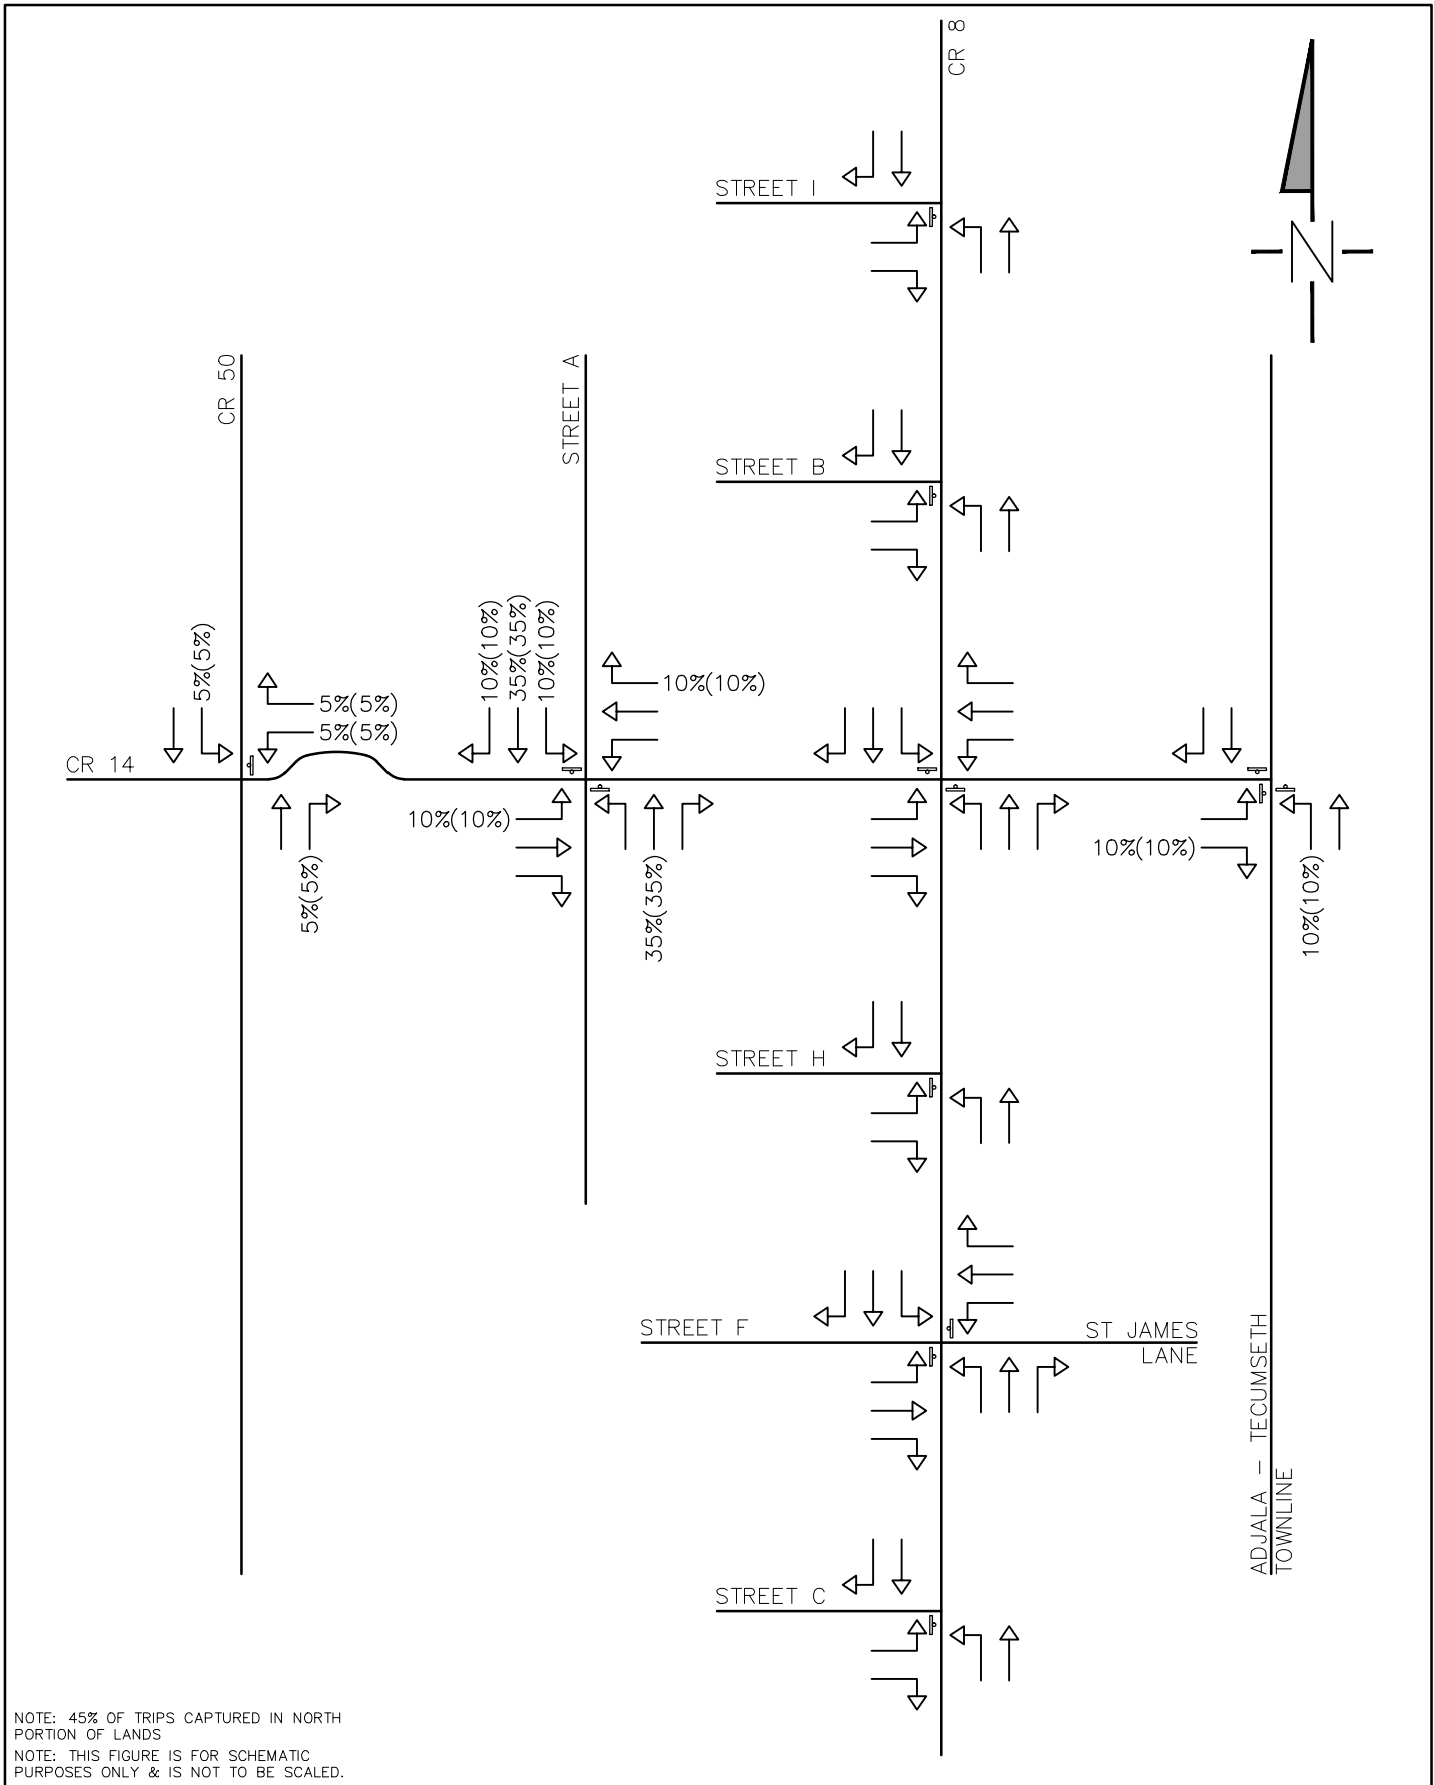 CR 8
STREET I
N
CR 50
STREET A
STREET B
5%(5%)
10%(10%)
35%(35%)
10%(10%)
10%(10%)
5%(5%)
5%(5%)
CR 14
10%(10%)
10%(10%)
5%(5%)
35%(35%)
10%(10%)
STREET H
STREET F
ST JAMES
LANE
ADJALA - TECUMSETH
TOWNLINE
STREET C
NOTE: 45% OF TRIPS CAPTURED IN NORTH
PORTION OF LANDS
NOTE: THIS FIGURE IS FOR SCHEMATIC
PURPOSES ONLY & IS NOT TO BE SCALED.